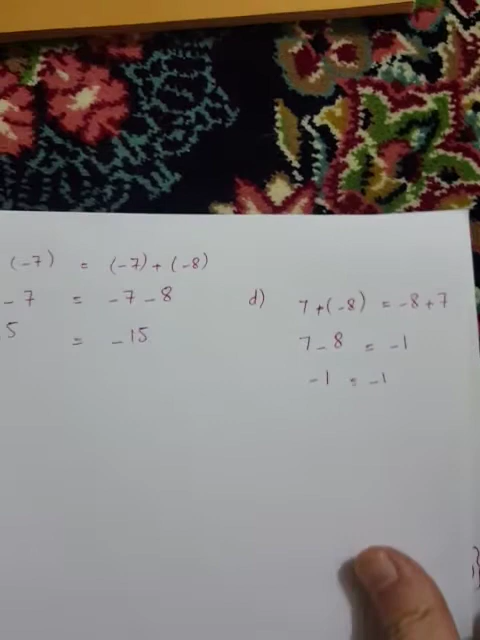 (-7) = (-7)+(-8)
-7 = -7-8
5 = -15
d) 7+(-8) = -8+7
7-8 = -1
-1 = -1